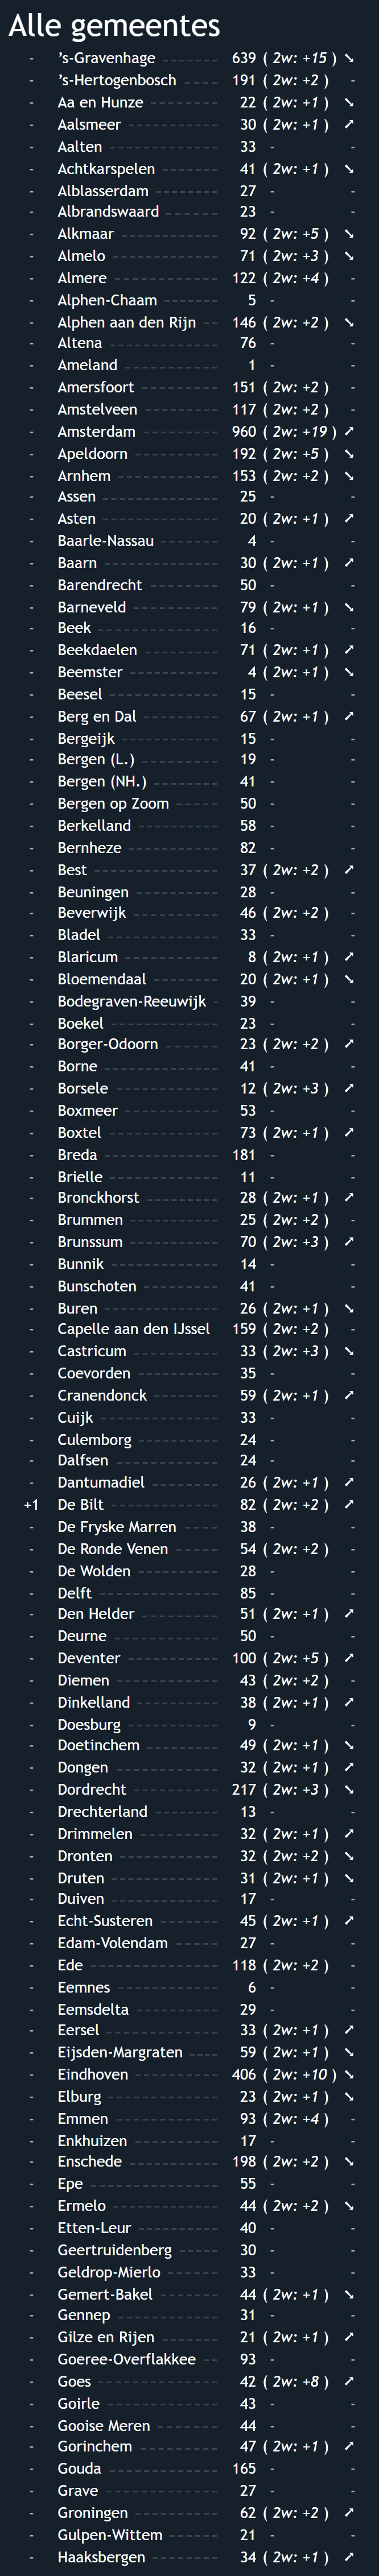 Alle gemeentes
- ’s-Gravenhage 639 ( 2w: +15 ) ➘
- ’s-Hertogenbosch 191 ( 2w: +2 ) -
- Aa en Hunze 22 ( 2w: +1 ) ➘
- Aalsmeer 30 ( 2w: +1 ) ➚
- Aalten 33 - -
- Achtkarspelen 41 ( 2w: +1 ) ➘
- Alblasserdam 27 - -
- Albrandswaard 23 - -
- Alkmaar 92 ( 2w: +5 ) ➘
- Almelo 71 ( 2w: +3 ) ➘
- Almere 122 ( 2w: +4 ) -
- Alphen-Chaam 5 - -
- Alphen aan den Rijn 146 ( 2w: +2 ) ➘
- Altena 76 - -
- Ameland 1 - -
- Amersfoort 151 ( 2w: +2 ) -
- Amstelveen 117 ( 2w: +2 ) -
- Amsterdam 960 ( 2w: +19 ) ➚
- Apeldoorn 192 ( 2w: +5 ) ➘
- Arnhem 153 ( 2w: +2 ) ➘
- Assen 25 - -
- Asten 20 ( 2w: +1 ) ➚
- Baarle-Nassau 4 - -
- Baarn 30 ( 2w: +1 ) ➚
- Barendrecht 50 - -
- Barneveld 79 ( 2w: +1 ) ➘
- Beek 16 - -
- Beekdaelen 71 ( 2w: +1 ) ➚
- Beemster 4 ( 2w: +1 ) ➘
- Beesel 15 - -
- Berg en Dal 67 ( 2w: +1 ) ➚
- Bergeijk 15 - -
- Bergen (L.) 19 - -
- Bergen (NH.) 41 - -
- Bergen op Zoom 50 - -
- Berkelland 58 - -
- Bernheze 82 - -
- Best 37 ( 2w: +2 ) ➚
- Beuningen 28 - -
- Beverwijk 46 ( 2w: +2 ) -
- Bladel 33 - -
- Blaricum 8 ( 2w: +1 ) ➚
- Bloemendaal 20 ( 2w: +1 ) ➘
- Bodegraven-Reeuwijk 39 - -
- Boekel 23 - -
- Borger-Odoorn 23 ( 2w: +2 ) ➚
- Borne 41 - -
- Borsele 12 ( 2w: +3 ) ➚
- Boxmeer 53 - -
- Boxtel 73 ( 2w: +1 ) ➚
- Breda 181 - -
- Brielle 11 - -
- Bronckhorst 28 ( 2w: +1 ) ➚
- Brummen 25 ( 2w: +2 ) -
- Brunssum 70 ( 2w: +3 ) ➚
- Bunnik 14 - -
- Bunschoten 41 - -
- Buren 26 ( 2w: +1 ) ➘
- Capelle aan den IJssel 159 ( 2w: +2 ) -
- Castricum 33 ( 2w: +3 ) ➘
- Coevorden 35 - -
- Cranendonck 59 ( 2w: +1 ) ➚
- Cuijk 33 - -
- Culemborg 24 - -
- Dalfsen 24 - -
- Dantumadiel 26 ( 2w: +1 ) ➚
+1 De Bilt 82 ( 2w: +2 ) ➚
- De Fryske Marren 38 - -
- De Ronde Venen 54 ( 2w: +2 ) -
- De Wolden 28 - -
- Delft 85 - -
- Den Helder 51 ( 2w: +1 ) ➚
- Deurne 50 - -
- Deventer 100 ( 2w: +5 ) ➚
- Diemen 43 ( 2w: +2 ) -
- Dinkelland 38 ( 2w: +1 ) ➚
- Doesburg 9 - -
- Doetinchem 49 ( 2w: +1 ) ➘
- Dongen 32 ( 2w: +1 ) ➚
- Dordrecht 217 ( 2w: +3 ) ➘
- Drechterland 13 - -
- Drimmelen 32 ( 2w: +1 ) ➚
- Dronten 32 ( 2w: +2 ) ➘
- Druten 31 ( 2w: +1 ) ➘
- Duiven 17 - -
- Echt-Susteren 45 ( 2w: +1 ) ➚
- Edam-Volendam 27 - -
- Ede 118 ( 2w: +2 ) -
- Eemnes 6 - -
- Eemsdelta 29 - -
- Eersel 33 ( 2w: +1 ) ➚
- Eijsden-Margraten 59 ( 2w: +1 ) ➘
- Eindhoven 406 ( 2w: +10 ) ➘
- Elburg 23 ( 2w: +1 ) ➘
- Emmen 93 ( 2w: +4 ) -
- Enkhuizen 17 - -
- Enschede 198 ( 2w: +2 ) ➘
- Epe 55 - -
- Ermelo 44 ( 2w: +2 ) ➘
- Etten-Leur 40 - -
- Geertruidenberg 30 - -
- Geldrop-Mierlo 33 - -
- Gemert-Bakel 44 ( 2w: +1 ) ➘
- Gennep 31 - -
- Gilze en Rijen 21 ( 2w: +1 ) ➚
- Goeree-Overflakkee 93 - -
- Goes 42 ( 2w: +8 ) ➚
- Goirle 43 - -
- Gooise Meren 44 - -
- Gorinchem 47 ( 2w: +1 ) ➚
- Gouda 165 - -
- Grave 27 - -
- Groningen 62 ( 2w: +2 ) ➚
- Gulpen-Wittem 21 - -
- Haaksbergen 34 ( 2w: +1 ) ➚